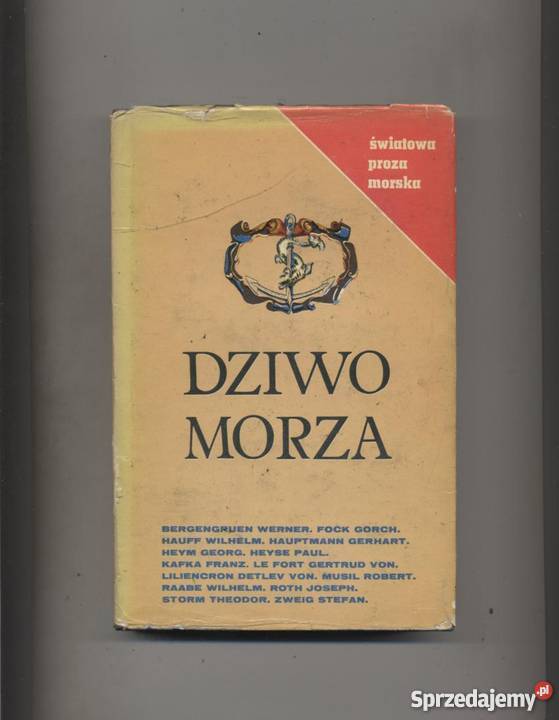 światowa
proza
morska
DZIWO
MORZA
BERGENGRUEN WERNER. FOCK GORCH.
HAUFF WILHELM. HAUPTMANN GERHART.
HEYM GEORG. HEYSE PAUL.
KAFKA FRANZ. LE FORT GERTRUD VON.
LILIENCRON DETLEV VON. MUSIL ROBERT.
RAABE WILHELM. ROTH JOSEPH.
STORM THEODOR. ZWEIG STEFAN.
Sprzedajemy.pl